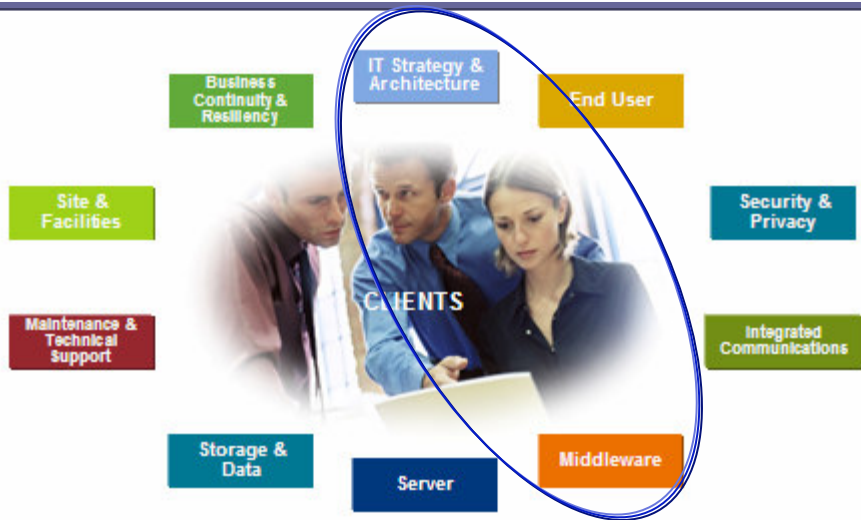 IT Strategy &
Architecture
Business
Continuity &
Resiliency
End User
Site &
Facilities
Security &
Privacy
CLIENTS
Maintenance &
Technical
Support
Integrated
Communications
Storage &
Data
Server
Middleware